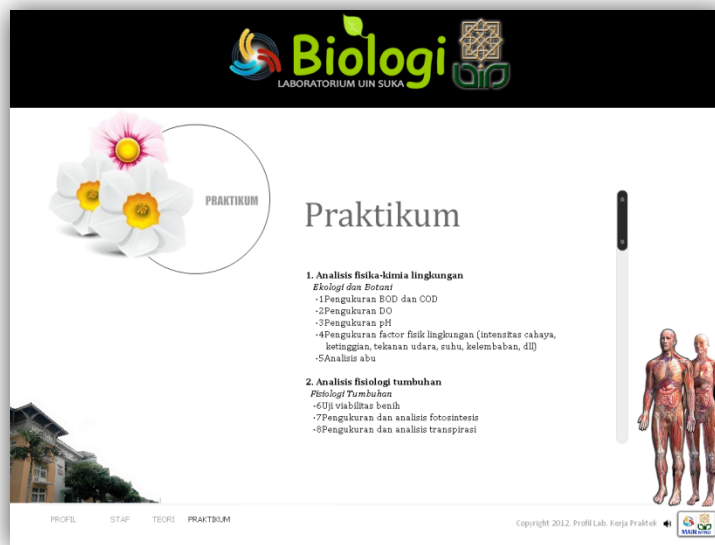 Biologi
LABORATORIUM UIN SUKA
PRAKTIKUM
Praktikum
1. Analisis fisika-kimia lingkungan
Ekologi dan Botani
-1Pengukuran BOD dan COD
-2Pengukuran DO
-3Pengukuran pH
-4Pengukuran factor fisik lingkungan (intensitas cahaya,
ketinggian, tekanan udara, suhu, kelembaban, dll)
-5Analisis abu
2. Analisis fisiologi tumbuhan
Fisiologi Tumbuhan
-6Uji viabilitas benih
-7Pengukuran dan analisis fotosintesis
-8Pengukuran dan analisis transpirasi
PROFIL STAF TEORI PRAKTIKUM
Copyright 2012. Profil Lab. Kerja Praktek
MAIN